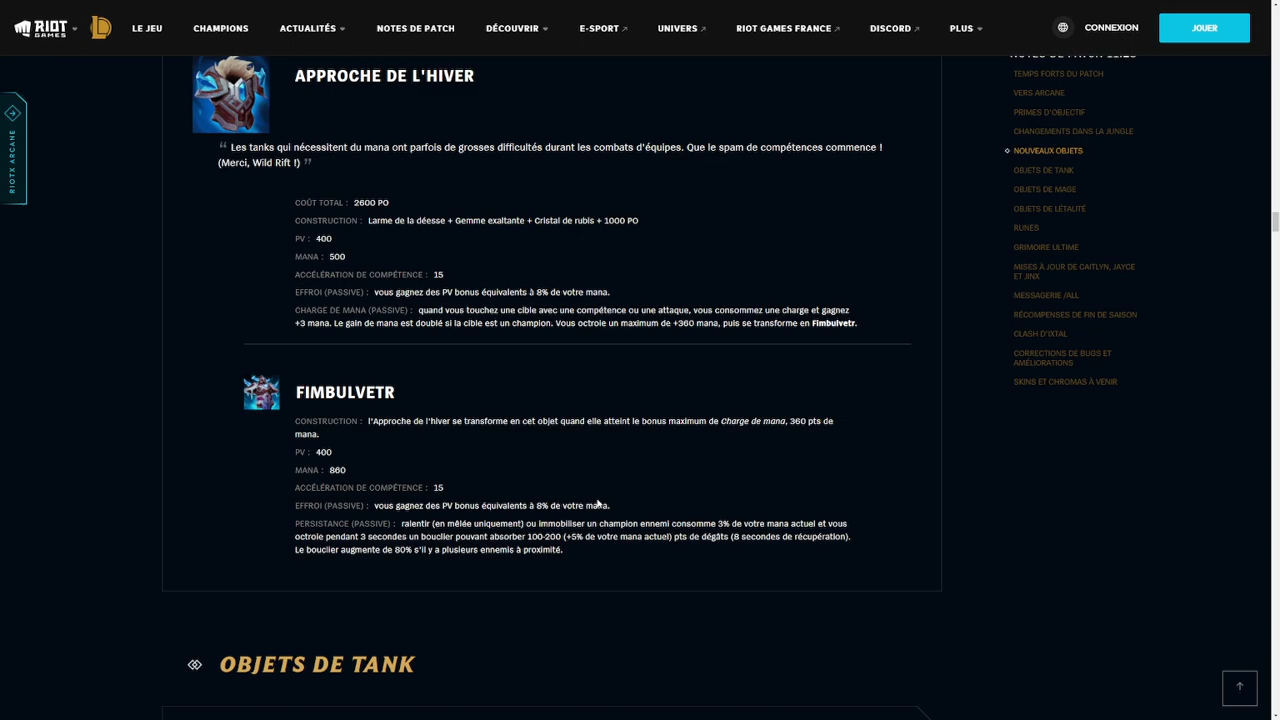 RIOT GAMES
LE JEU
CHAMPIONS
ACTUALITÉS
NOTES DE PATCH
DÉCOUVRIR
E-SPORT
UNIVERS
RIOT GAMES FRANCE
DISCORD
PLUS
CONNEXION
JOUER
RIOTX ARCANE
APPROCHE DE L'HIVER
“ Les tanks qui nécessitent du mana ont parfois de grosses difficultés durant les combats d'équipes. Que le spam de compétences commence !
(Merci, Wild Rift !) ”
COÛT TOTAL : 2600 PO
CONSTRUCTION : Larme de la déesse + Gemme exaltante + Cristal de rubis + 1000 PO
PV : 400
MANA : 500
ACCÉLÉRATION DE COMPÉTENCE : 15
EFFROI (PASSIVE) : vous gagnez des PV bonus équivalents à 8% de votre mana.
CHARGE DE MANA (PASSIVE) : quand vous touchez une cible avec une compétence ou une attaque, vous consommez une charge et gagnez
+3 mana. Le gain de mana est doublé si la cible est un champion. Vous octroie un maximum de +360 mana, puis se transforme en Fimbulvetr.
FIMBULVETR
CONSTRUCTION : l'Approche de l'hiver se transforme en cet objet quand elle atteint le bonus maximum de Charge de mana, 360 pts de
mana.
PV : 400
MANA : 860
ACCÉLÉRATION DE COMPÉTENCE : 15
EFFROI (PASSIVE) : vous gagnez des PV bonus équivalents à 8% de votre mana.
PERSISTANCE (PASSIVE) : ralentir (en mêlée uniquement) ou immobiliser un champion ennemi consomme 3% de votre mana actuel et vous
octroie pendant 3 secondes un bouclier pouvant absorber 100-200 (+5% de votre mana actuel) pts de dégâts (8 secondes de récupération).
Le bouclier augmente de 80% s'il y a plusieurs ennemis à proximité.
OBJETS DE TANK
TEMPS FORTS DU PATCH
VERS ARCANE
PRIMES D'OBJECTIF
CHANGEMENTS DANS LA JUNGLE
NOUVEAUX OBJETS
OBJETS DE TANK
OBJETS DE MAGE
OBJETS DE LÉTALITÉ
RUNES
GRIMOIRE ULTIME
MISES À JOUR DE CAITLYN, JAYCE
ET JINX
MESSAGERIE /ALL
RÉCOMPENSES DE FIN DE SAISON
CLASH D'IXTAL
CORRECTIONS DE BUGS ET
AMÉLIORATIONS
SKINS ET CHROMAS À VENIR